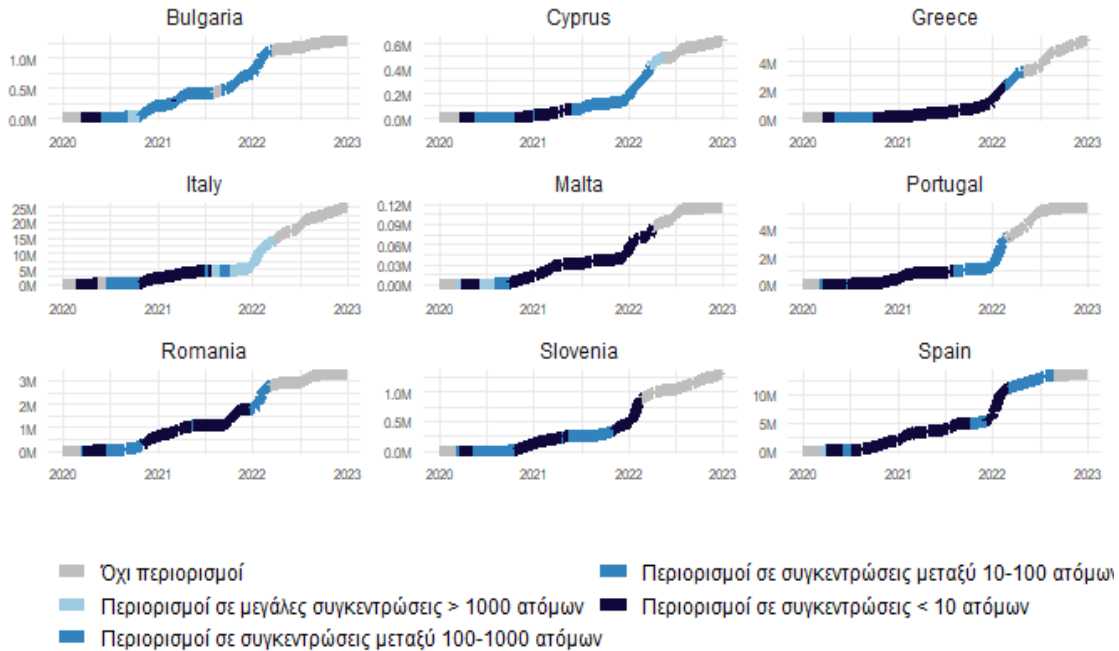 Bulgaria Cyprus Greece
1.0M 0.6M 4M
0.5M 0.4M 2M
0.0M 0.2M 0M
0.0M
2020 2021 2022 2023 2020 2021 2022 2023 2020 2021 2022 2023
Italy Malta Portugal
25M 0.12M 4M
20M 0.09M 2M
15M 0.06M 0M
10M 0.03M
5M 0.00M
0M
2020 2021 2022 2023 2020 2021 2022 2023 2020 2021 2022 2023
Romania Slovenia Spain
3M 1.0M 10M
2M 0.5M 5M
1M 0.0M 0M
0M
2020 2021 2022 2023 2020 2021 2022 2023 2020 2021 2022 2023
Όχι περιορισμοί
Περιορισμοί σε μεγάλες συγκεντρώσεις > 1000 ατόμων
Περιορισμοί σε συγκεντρώσεις μεταξύ 100-1000 ατόμων
Περιορισμοί σε συγκεντρώσεις μεταξύ 10-100 ατόμων
Περιορισμοί σε συγκεντρώσεις < 10 ατόμων